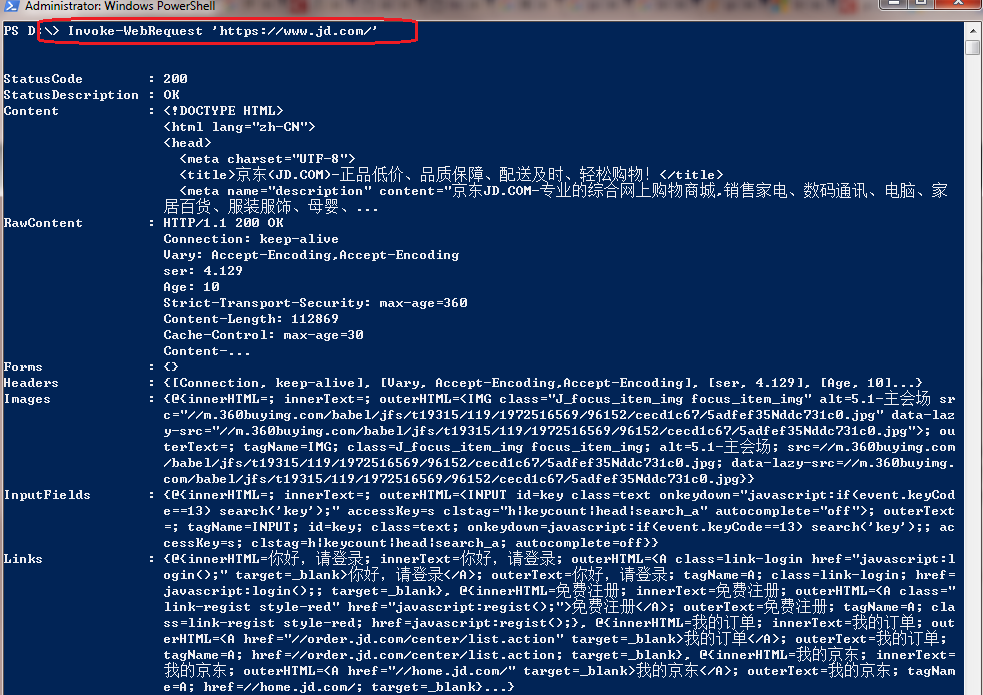 Administrator: Windows PowerShell
PS D:\> Invoke-WebRequest 'https://www.jd.com/'
StatusCode : 200
StatusDescription : OK
Content : <!DOCTYPE HTML>
<html lang="zh-CN">
<head>
<meta charset="UTF-8">
<title>京东(JD.COM)-正品低价、品质保障、配送及时、轻松购物！</title>
<meta name="description" content="京东JD.COM-专业的综合网上购物商城,销售家电、数码通讯、电脑、家
居百货、服装服饰、母婴、...
RawContent : HTTP/1.1 200 OK
Connection: keep-alive
Vary: Accept-Encoding,Accept-Encoding
ser: 4.129
Age: 10
Strict-Transport-Security: max-age=360
Content-Length: 112869
Cache-Control: max-age=30
Content-...
Forms : {}
Headers : {[Connection, keep-alive], [Vary, Accept-Encoding,Accept-Encoding], [ser, 4.129], [Age, 10]...}
Images : {@{innerHTML=; innerText=; outerHTML=<IMG class="J_focus_item_img focus_item_img" alt=5.1-主会场 sr
c="//m.360buyimg.com/babel/jfs/t19315/119/1972516569/96152/cecd1c67/5adfef35Nddc731c0.jpg" data-la
zy-src="//m.360buyimg.com/babel/jfs/t19315/119/1972516569/96152/cecd1c67/5adfef35Nddc731c0.jpg">; ou
terText=; tagName=IMG; class=J_focus_item_img focus_item_img; alt=5.1-主会场; src=//m.360buyimg.com
/babel/jfs/t19315/119/1972516569/96152/cecd1c67/5adfef35Nddc731c0.jpg; data-lazy-src=//m.360buyimg.
com/babel/jfs/t19315/119/1972516569/96152/cecd1c67/5adfef35Nddc731c0.jpg}}
InputFields : {@{innerHTML=; innerText=; outerHTML=<INPUT id=key class=text onkeydown="javascript:if(event.keyCod
e==13) search('key');" accessKey=s clstag="h|keycount|head|search_a" autocomplete="off">; outerText
=; tagName=INPUT; id=key; class=text; onkeydown=javascript:if(event.keyCode==13) search('key');; ac
cessKey=s; clstag=h|keycount|head|search_a; autocomplete=off}}
Links : {@{innerHTML=你好，请登录; innerText=你好，请登录; outerHTML=<A class=link-login href="javascript:l
ogin();" target=_blank>你好，请登录</A>; outerText=你好，请登录; tagName=A; class=link-login; href=
javascript:login();; target=_blank}, @{innerHTML=免费注册; innerText=免费注册; outerHTML=<A class="
link-regist style-red" href="javascript:regist();">免费注册</A>; outerText=免费注册; tagName=A; cla
ss=link-regist style-red; href=javascript:regist();}, @{innerHTML=我的订单; innerText=我的订单; out
erHTML=<A href="//order.jd.com/center/list.action" target=_blank>我的订单</A>; outerText=我的订单;
tagName=A; href=//order.jd.com/center/list.action; target=_blank}, @{innerHTML=我的京东; innerText=
我的京东; outerHTML=<A href="//home.jd.com/" target=_blank>我的京东</A>; outerText=我的京东; tagNam
e=A; href=//home.jd.com/; target=_blank}...}